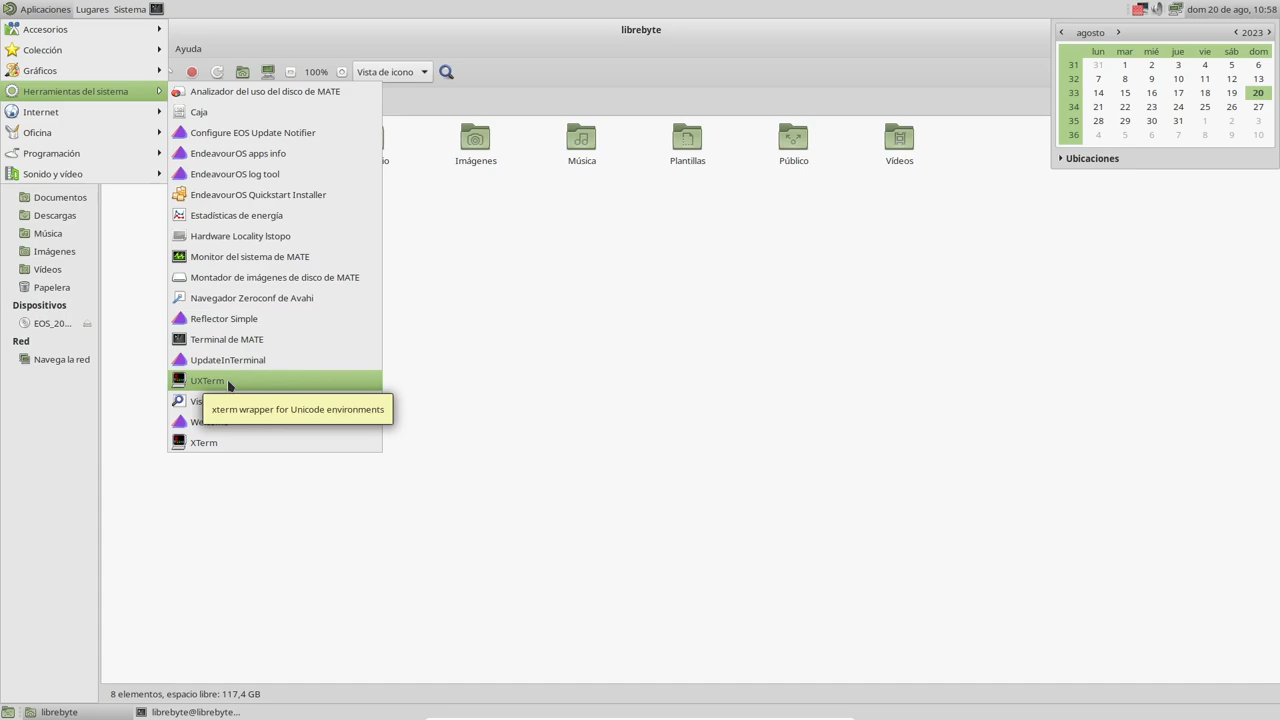 Aplicaciones Lugares Sistema
dom 20 de ago, 10:58
librebyte
Ayuda
100%
Vista de icono
Accesorios
Colección
Gráficos
Herramientas del sistema
Internet
Oficina
Programación
Sonido y vídeo
Documentos
Descargas
Música
Imágenes
Vídeos
Papelera
Dispositivos
EOS_20...
Red
Navega la red
Analizador del uso del disco de MATE
Caja
Configure EOS Update Notifier
EndeavourOS apps info
EndeavourOS log tool
EndeavourOS Quickstart Installer
Estadísticas de energía
Hardware Locality lstopo
Monitor del sistema de MATE
Montador de imágenes de disco de MATE
Navegador Zeroconf de Avahi
Reflector Simple
Terminal de MATE
UpdateInTerminal
UXTerm
xterm wrapper for Unicode environments
XTerm
Imágenes
Música
Plantillas
Público
Vídeos
agosto 2023
lun mar mié jue vie sáb dom
31 31 1 2 3 4 5 6
32 7 8 9 10 11 12 13
33 14 15 16 17 18 19 20
34 21 22 23 24 25 26 27
35 28 29 30 31 1 2 3
36 4 5 6 7 8 9 10
Ubicaciones
8 elementos, espacio libre: 117,4 GB
librebyte
librebyte@librebyte...